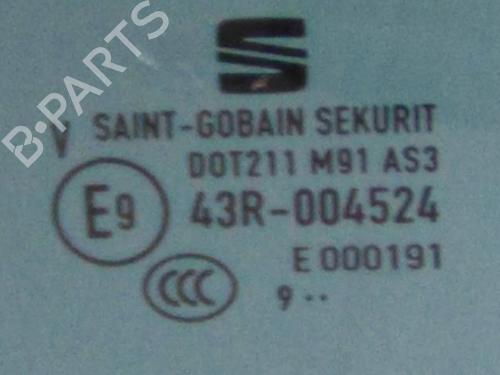 B-PARTS
SAINT-GOBAIN SEKURIT
V
DOT211 M91 AS3
E9
43R-004524
E 000191
CCC
9 ··